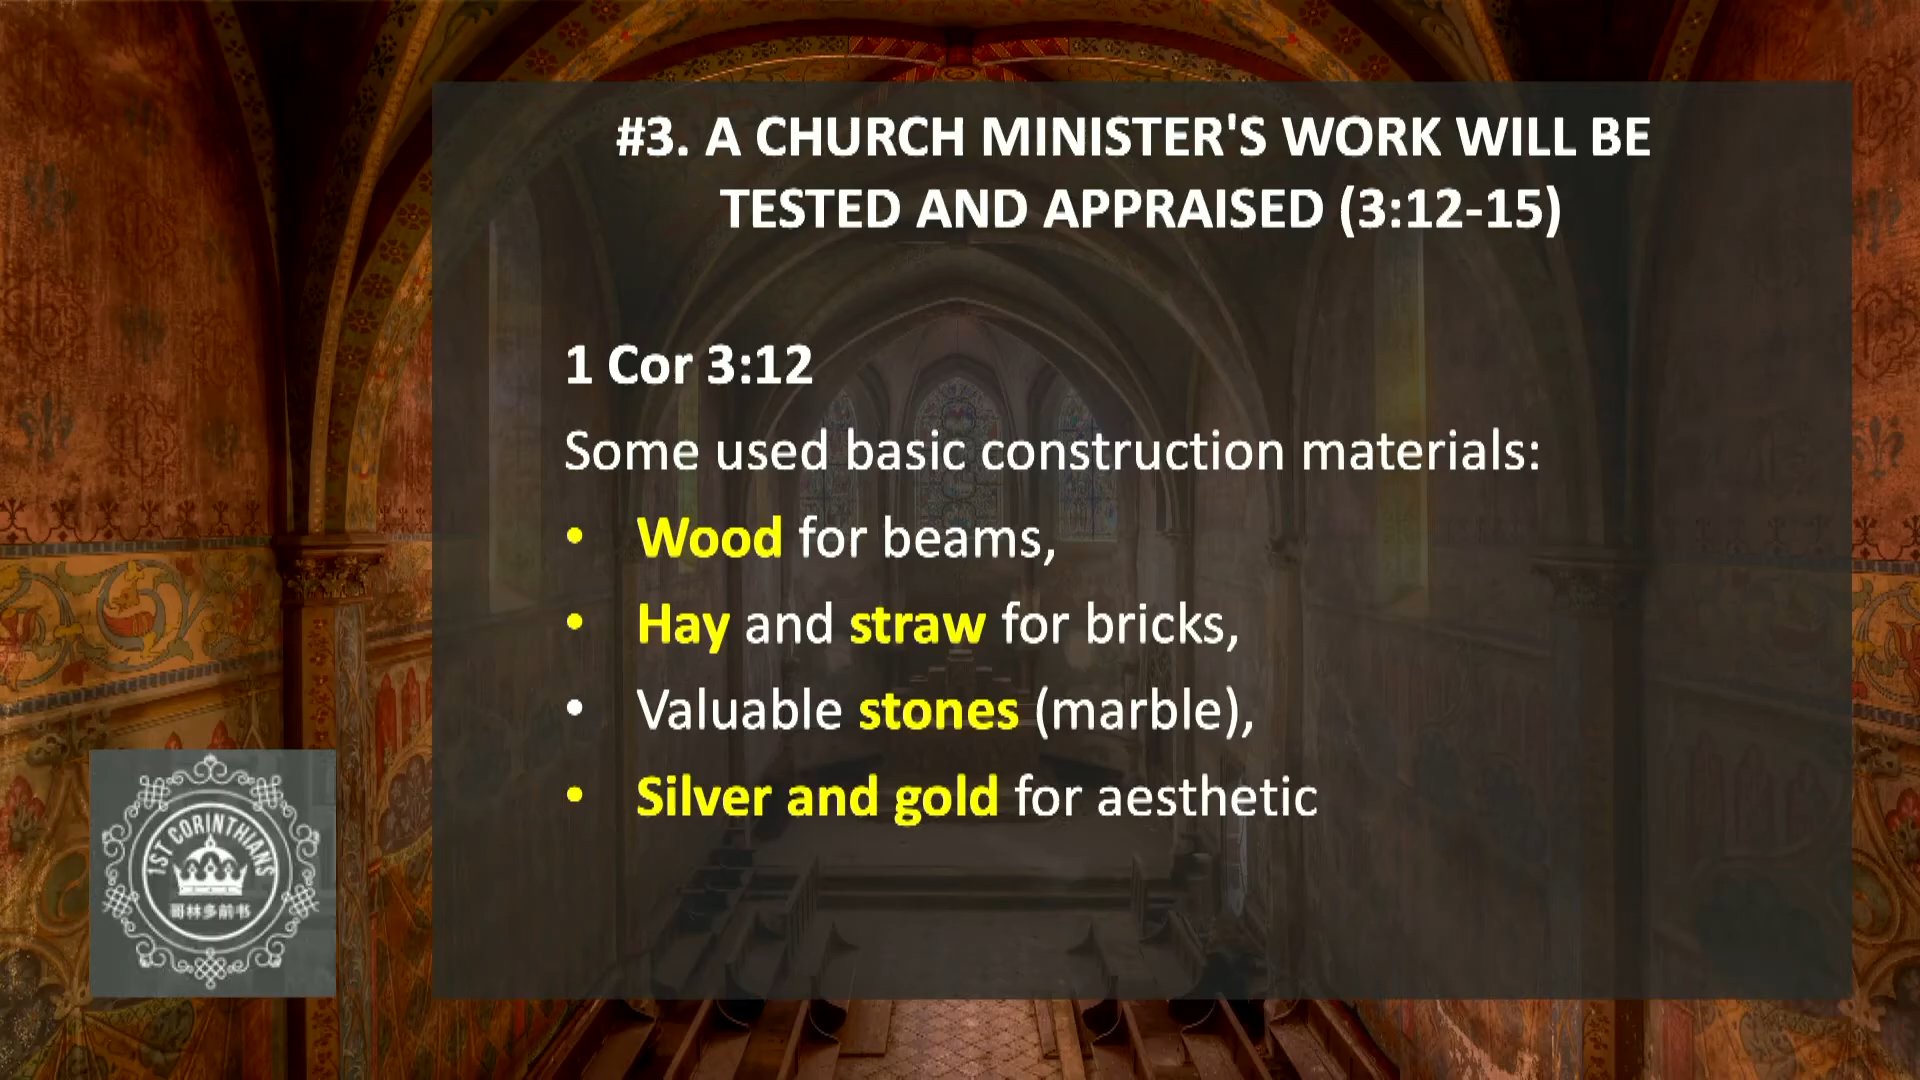 #3. A CHURCH MINISTER'S WORK WILL BE
TESTED AND APPRAISED (3:12-15)
1 Cor 3:12
Some used basic construction materials:
• Wood for beams,
• Hay and straw for bricks,
• Valuable stones (marble),
• Silver and gold for aesthetic
1ST CORINTHIANS
哥林多前书